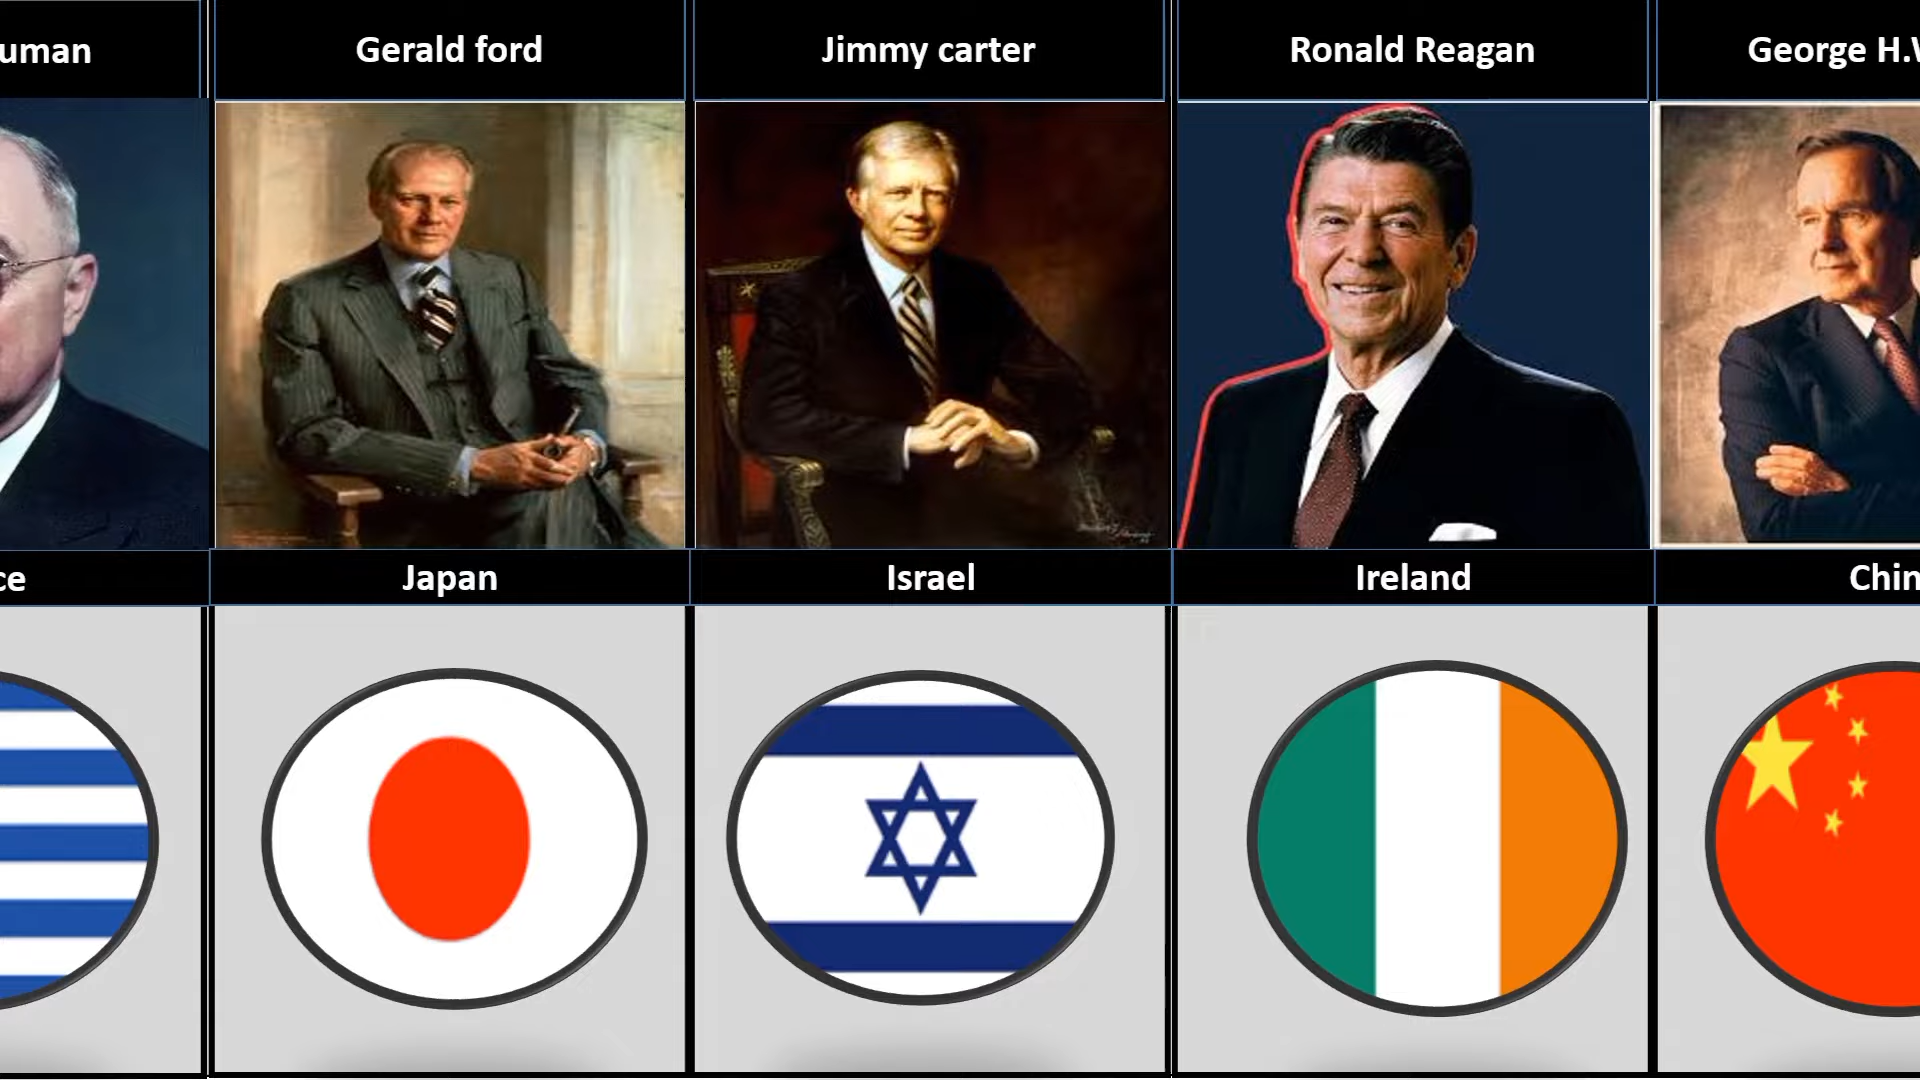 uman
Gerald ford
Jimmy carter
Ronald Reagan
George H.
ce
Japan
Israel
Ireland
Chin